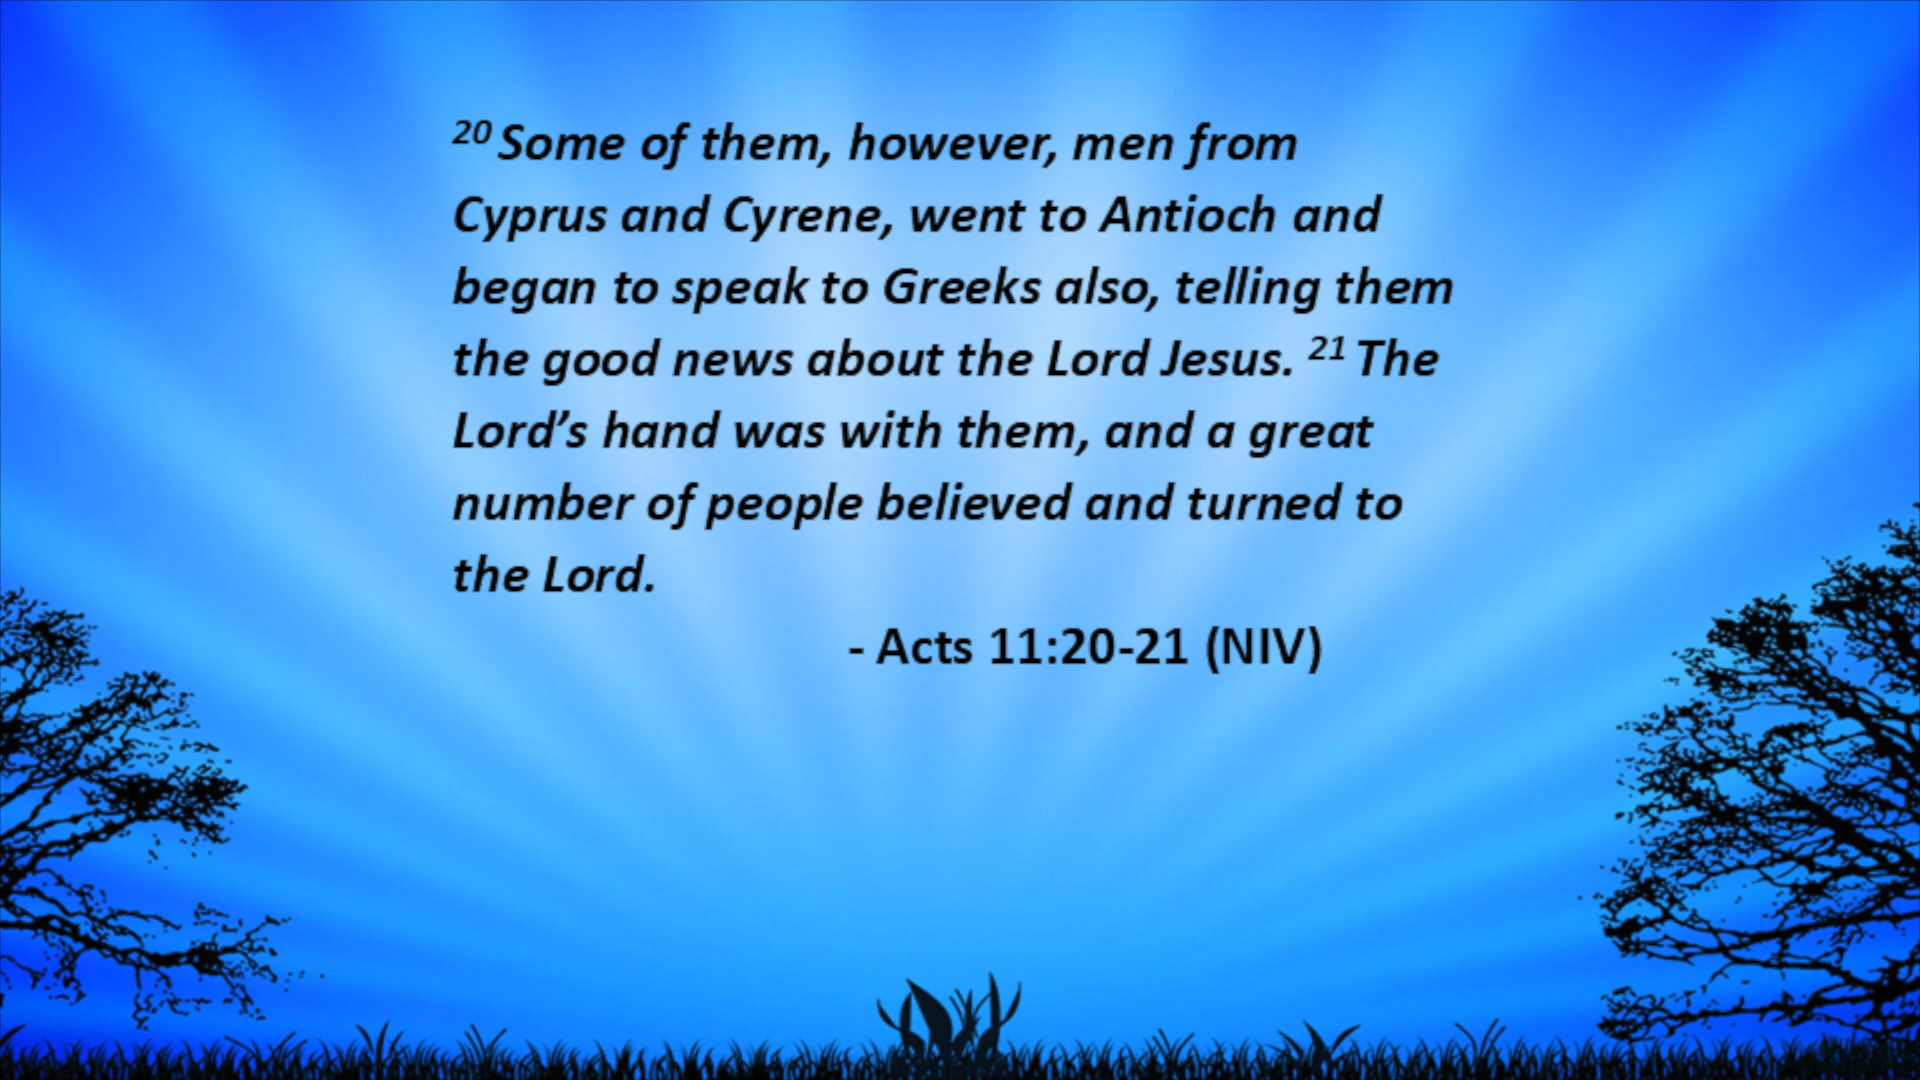 20 Some of them, however, men from
Cyprus and Cyrene, went to Antioch and
began to speak to Greeks also, telling them
the good news about the Lord Jesus. 21 The
Lord’s hand was with them, and a great
number of people believed and turned to
the Lord.
- Acts 11:20-21 (NIV)